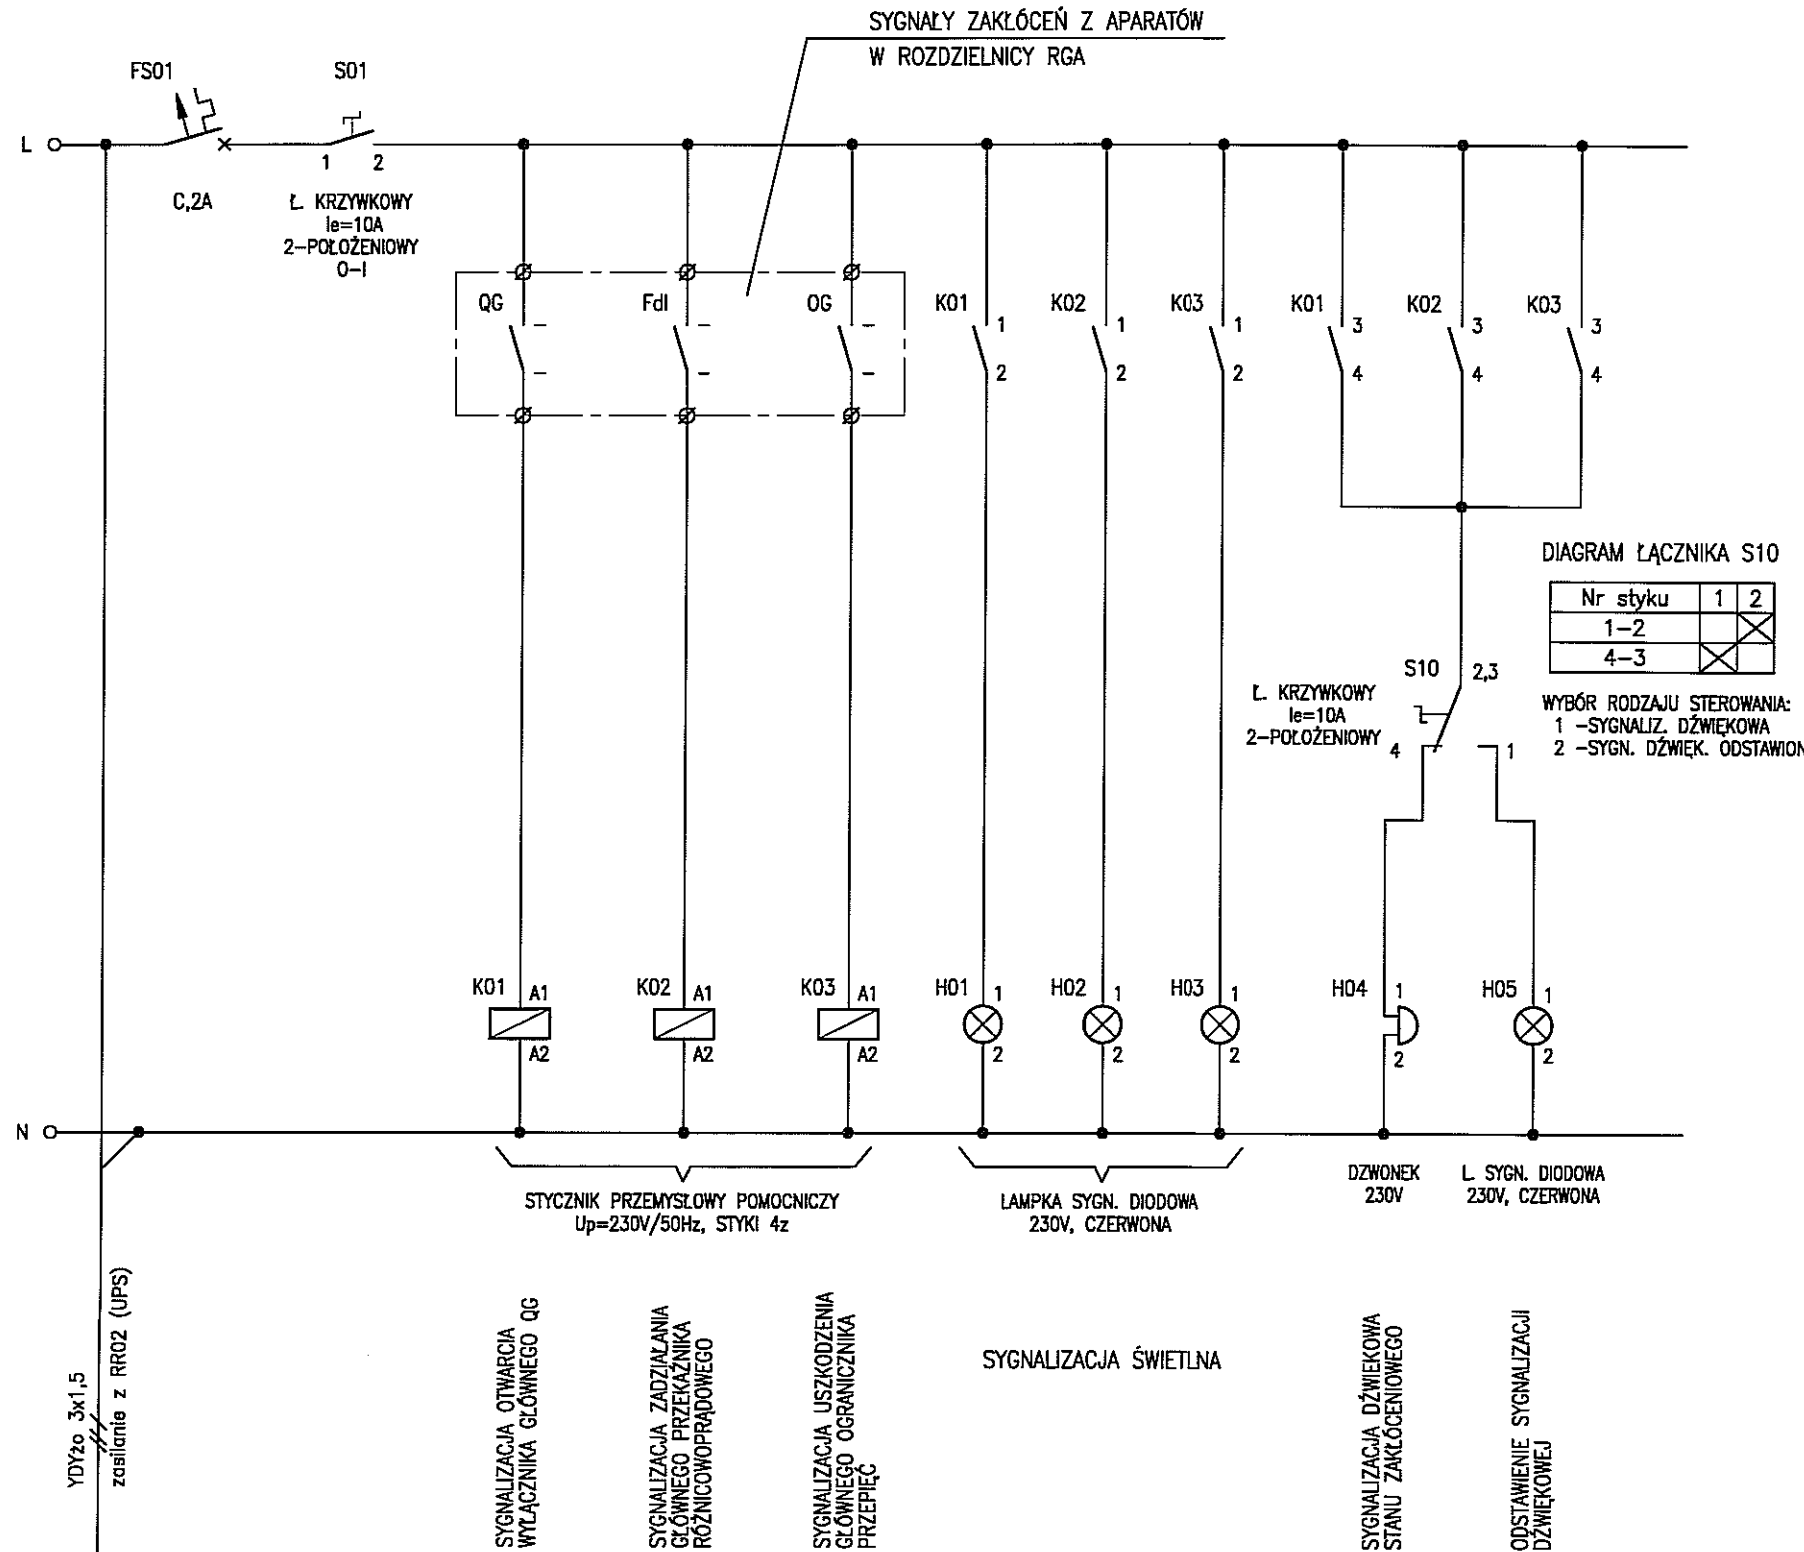 SYGNAŁY ZAKŁÓCEŃ Z APARATÓW
W ROZDZIELNICY RGA
FS01
S01
L
1 2
C,2A
Ł. KRZYWKOWY
Ie=10A
2-POŁOŻENIOWY
0-I
QG
FdI
OG
K01 1
2
K02 1
2
K03 1
2
K01 3
4
K02 3
4
K03 3
4
DIAGRAM ŁĄCZNIKA S10
Nr styku 1 2
1-2
4-3
S10 2,3
Ł. KRZYWKOWY
Ie=10A
2-POŁOŻENIOWY
4 1
WYBÓR RODZAJU STEROWANIA:
1 -SYGNALIZ. DŹWIĘKOWA
2 -SYGN. DŹWIĘK. ODSTAWION
K01 A1
A2
K02 A1
A2
K03 A1
A2
H01 1
2
H02 1
2
H03 1
2
H04 1
2
H05 1
2
N
STYCZNIK PRZEMYSŁOWY POMOCNICZY
Up=230V/50Hz, STYKI 4z
LAMPKA SYGN. DIODOWA
230V, CZERWONA
DZWONEK
230V
L. SYGN. DIODOWA
230V, CZERWONA
YDYżo 3x1,5
zasilanie z RR02 (UPS)
SYGNALIZACJA OTWARCIA
WYŁĄCZNIKA GŁÓWNEGO QG
SYGNALIZACJA ZADZIAŁANIA
GŁÓWNEGO PRZEKAŹNIKA
RÓŻNICOWOPRĄDOWEGO
SYGNALIZACJA USZKODZENIA
GŁÓWNEGO OGRANICZNIKA
PRZEPIĘĆ
SYGNALIZACJA ŚWIETLNA
SYGNALIZACJA DŹWIEKOWA
STANU ZAKŁÓCENIOWEGO
ODSTAWIENIE SYGNALIZACJI
DŹWIĘKOWEJ